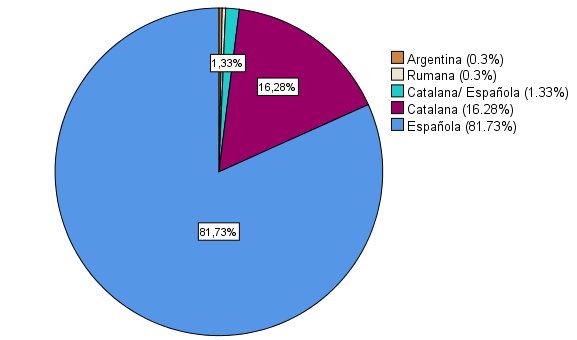 1,33%
16,28%
81,73%
Argentina (0.3%)
Rumana (0.3%)
Catalana/ Española (1.33%)
Catalana (16.28%)
Española (81.73%)